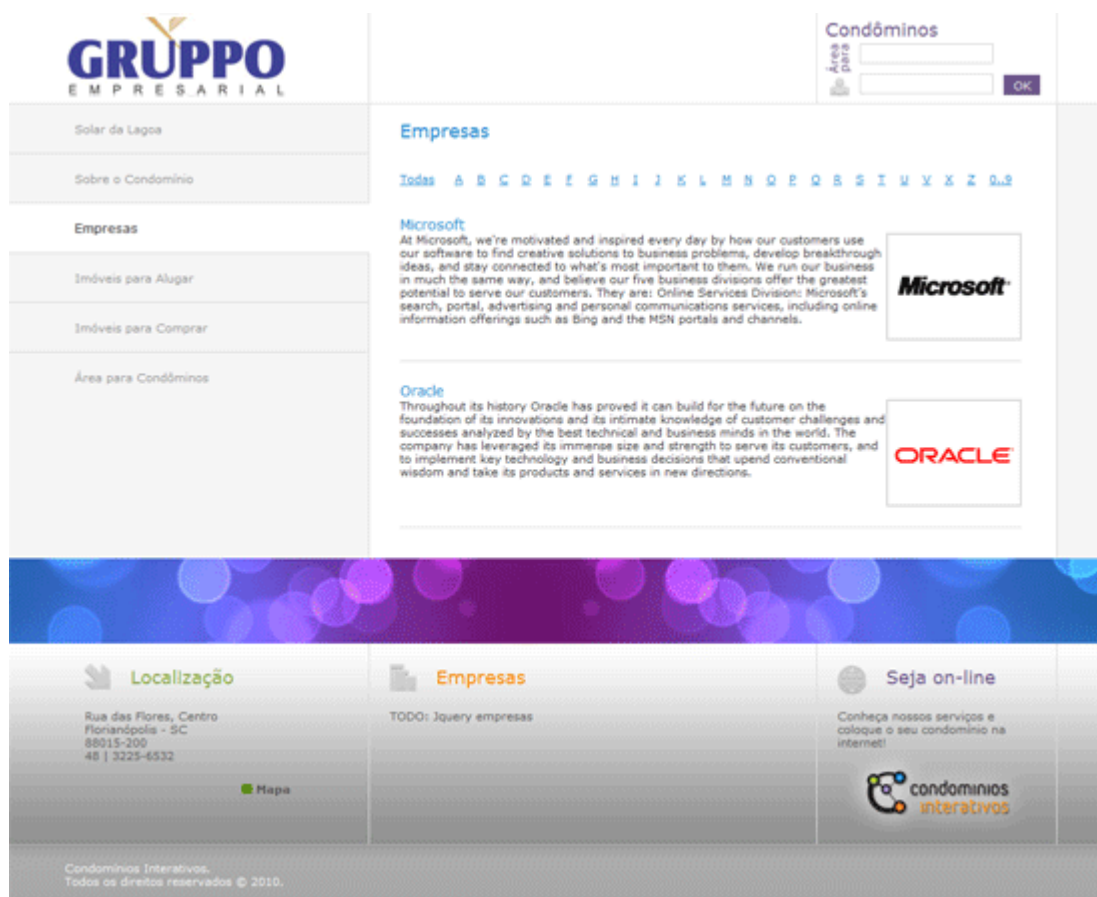 GRUPPO
EMPRESARIAL
Condôminos
Área para
OK
Solar da Lagoa
Sobre o Condomínio
Empresas
Imóveis para Alugar
Imóveis para Comprar
Área para Condôminos
Empresas
Todas A B C D E F G H I J K L M N O P Q R S T U V X Z 0..9
Microsoft
At Microsoft, we're motivated and inspired every day by how our customers use
our software to find creative solutions to business problems, develop breakthrough
ideas, and stay connected to what's most important to them. We run our business
in much the same way, and believe our five business divisions offer the greatest
potential to serve our customers. They are: Online Services Division: Microsoft's
search, portal, advertising and personal communications services, including online
information offerings such as Bing and the MSN portals and channels.
Microsoft
Oracle
Throughout its history Oracle has proved it can build for the future on the
foundation of its innovations and its intimate knowledge of customer challenges and
successes analyzed by the best technical and business minds in the world. The
company has leveraged its immense size and strength to serve its customers, and
to implement key technology and business decisions that upend conventional
wisdom and take its products and services in new directions.
ORACLE
Localização
Rua das Flores, Centro
Florianópolis - SC
88015-200
48 | 3225-6532
Mapa
Empresas
TODO: Jquery empresas
Seja on-line
Conheça nossos serviços e
coloque o seu condomínio na
internet!
condominios
interativos
Condomínios Interativos.
Todos os direitos reservados © 2010.